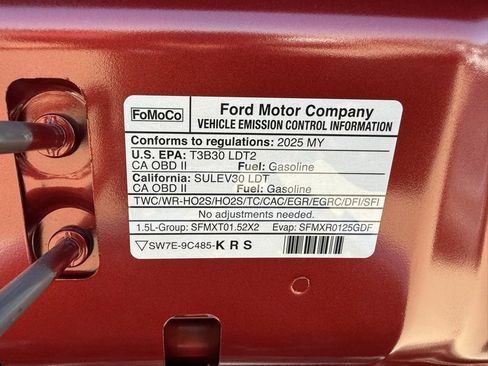 FoMoCo
Ford Motor Company
VEHICLE EMISSION CONTROL INFORMATION
Conforms to regulations: 2025 MY
U.S. EPA: T3B30 LDT2
CA OBD II Fuel: Gasoline
California: SULEV30 LDT
CA OBD II Fuel: Gasoline
TWC/WR-HO2S/HO2S/TC/CAC/EGR/EGRC/DFI/SFI
No adjustments needed.
1.5L-Group: SFMXT01.52X2 Evap: SFMXR0125GDF
▽SW7E-9C485-K R S